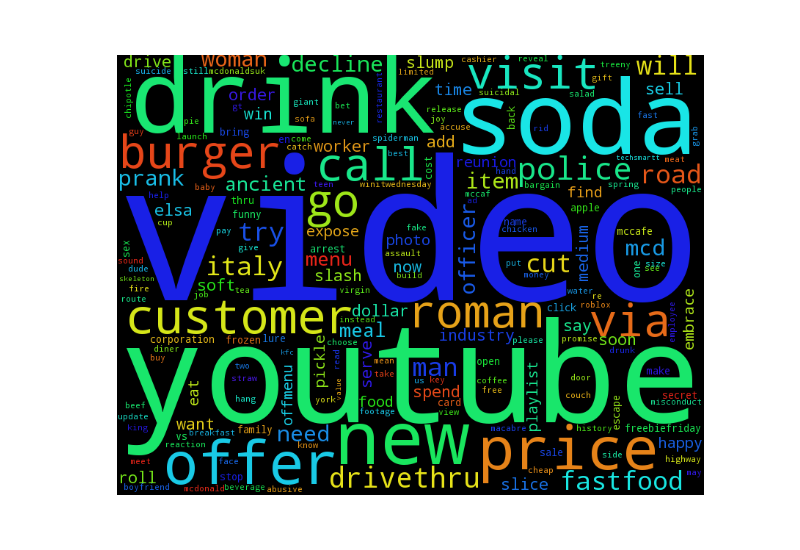 drive woman decline slump cashier reveal treeny will
suicide stillmcdonaldsuk limited gift
chipotle drink visit suicidal salad sell
order gt giant bet restaurant time release back soda fast
win pie sofa never joy
guy launch bring en come spiderman accuse rid grab
burger catch worker best add
call cost reunion police techsmartt meat road
prank baby ancient teen winitwednesday hand item bargain spring people
help go mccaf find
elsa thru apple
cup funny expose name mccafe
video
sex pay try give arrest photo fake officer chicken medium mcd
sound assault now cut put one size see
dude italy menu build money
skeleton slash
fire soft tea virgin water re embrace
route job roblox employee
customer dollar roman click via
corporation frozen lure meal instead industry please say promise soon
diner pickle choose
buy kfc serve mean man open drunk make
two read take us key coffee door
eat straw offmenu york value spend free playlist couch secret
beef hang food footage card view escape misconduct
update youtube
king want breakfast family need new macabre history freebiefriday happy
vs reaction know side
meet face offer sale price highway
roll stop drivethru cheap slice fastfood may
boyfriend mcdonald beverage abusive